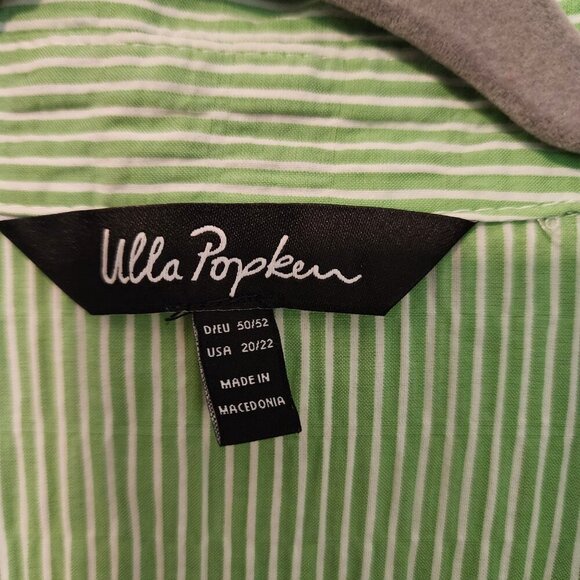 Ulla Popken
D/EU 50/52
USA 20/22
MADE IN
MACEDONIA